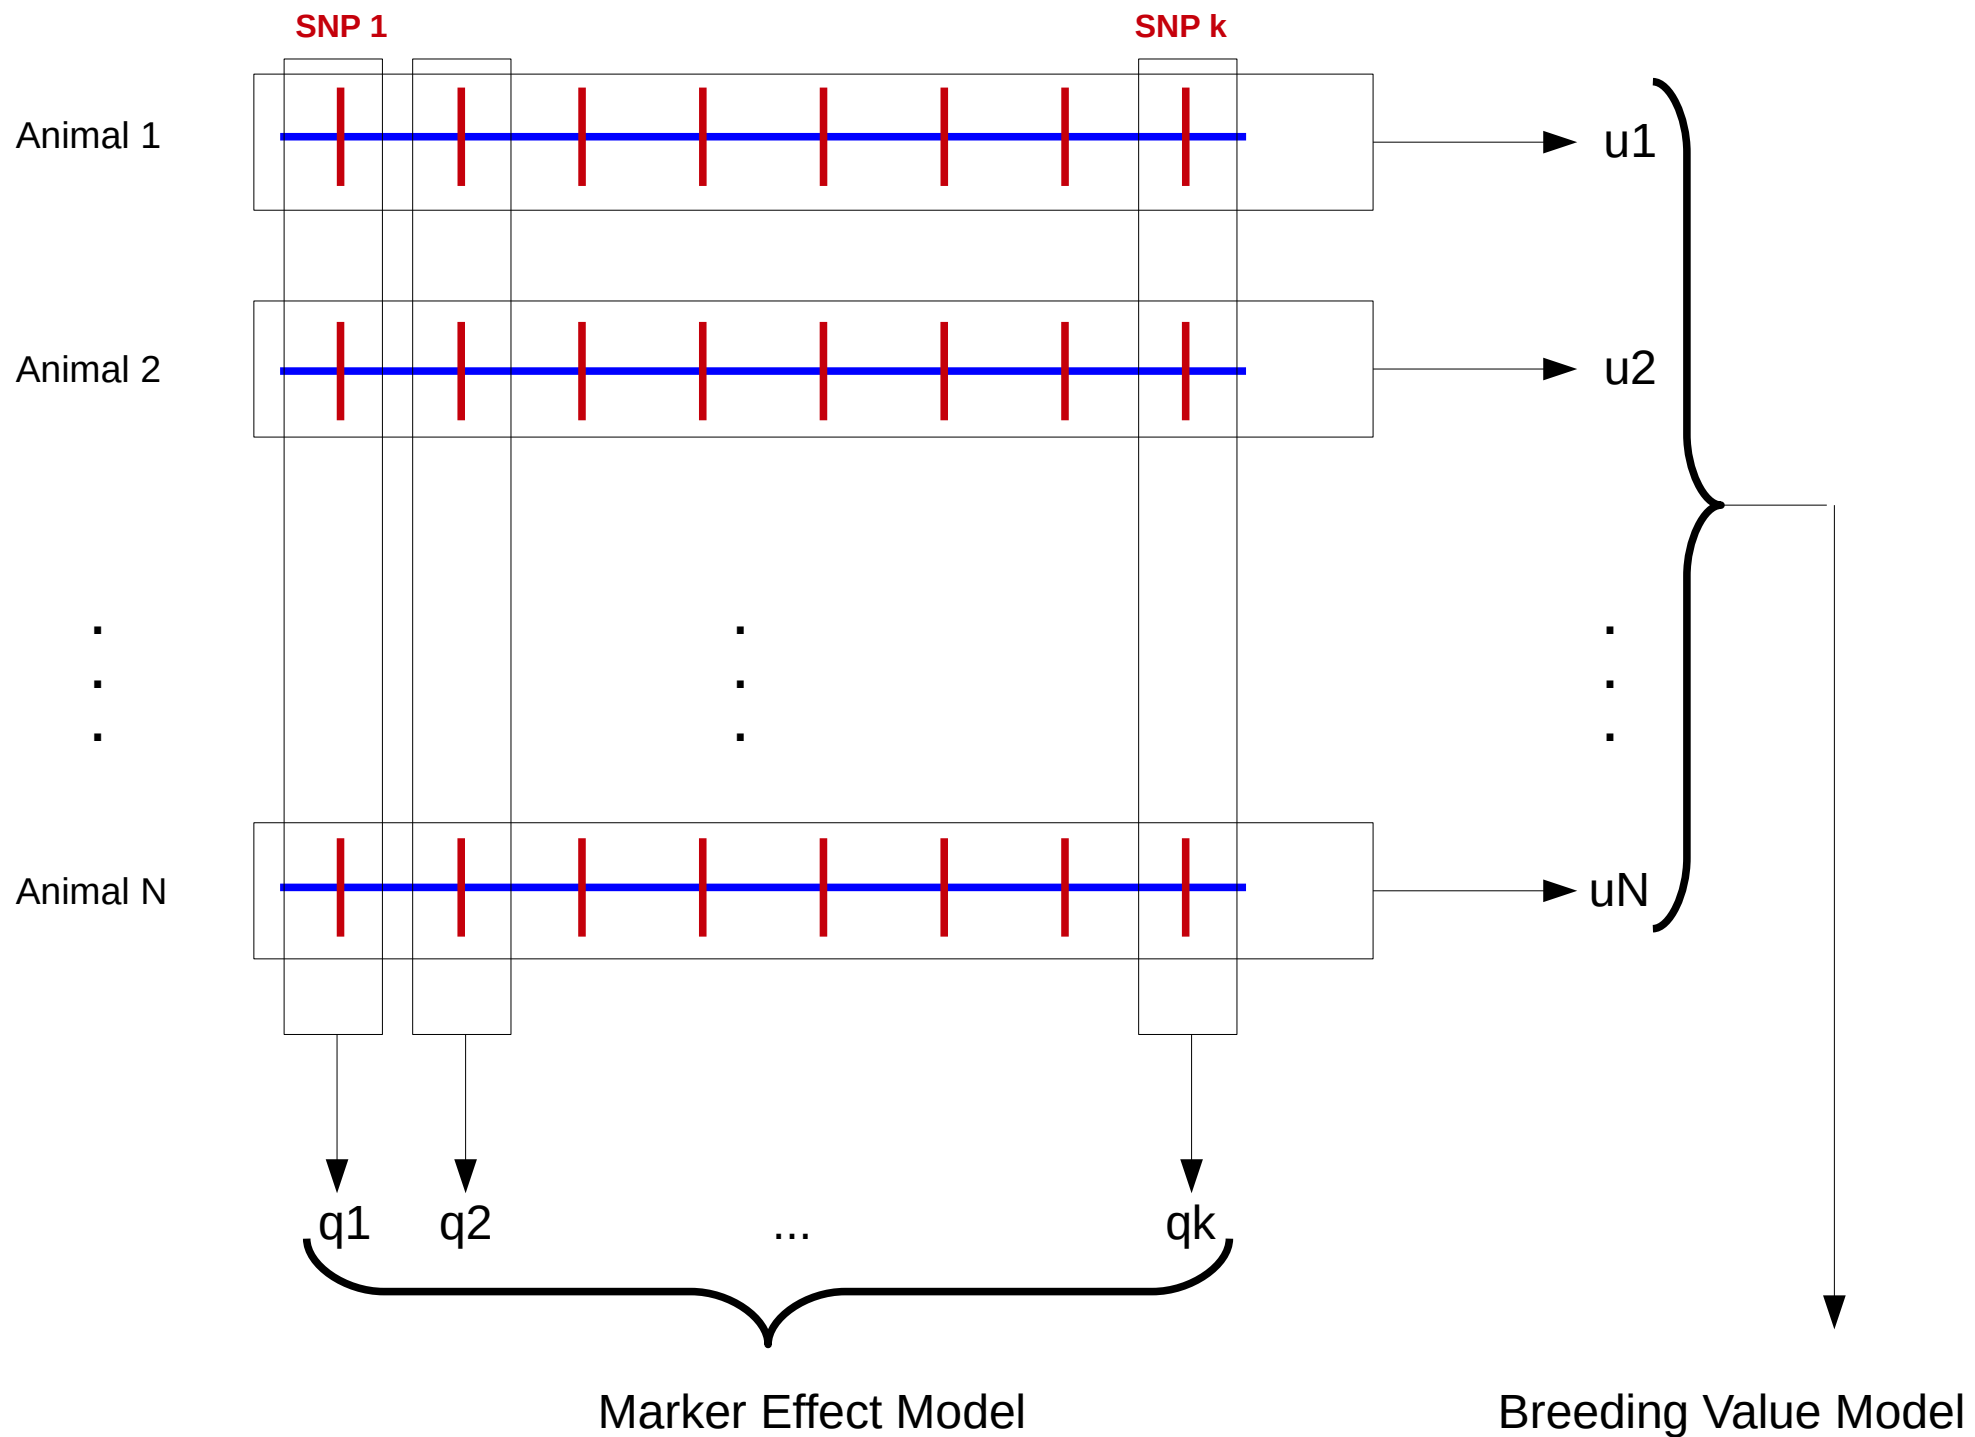 SNP 1
SNP k
Animal 1
u1
Animal 2
u2
. . .
. . .
. . .
Animal N
uN
q1
q2
...
qk
Marker Effect Model
Breeding Value Model